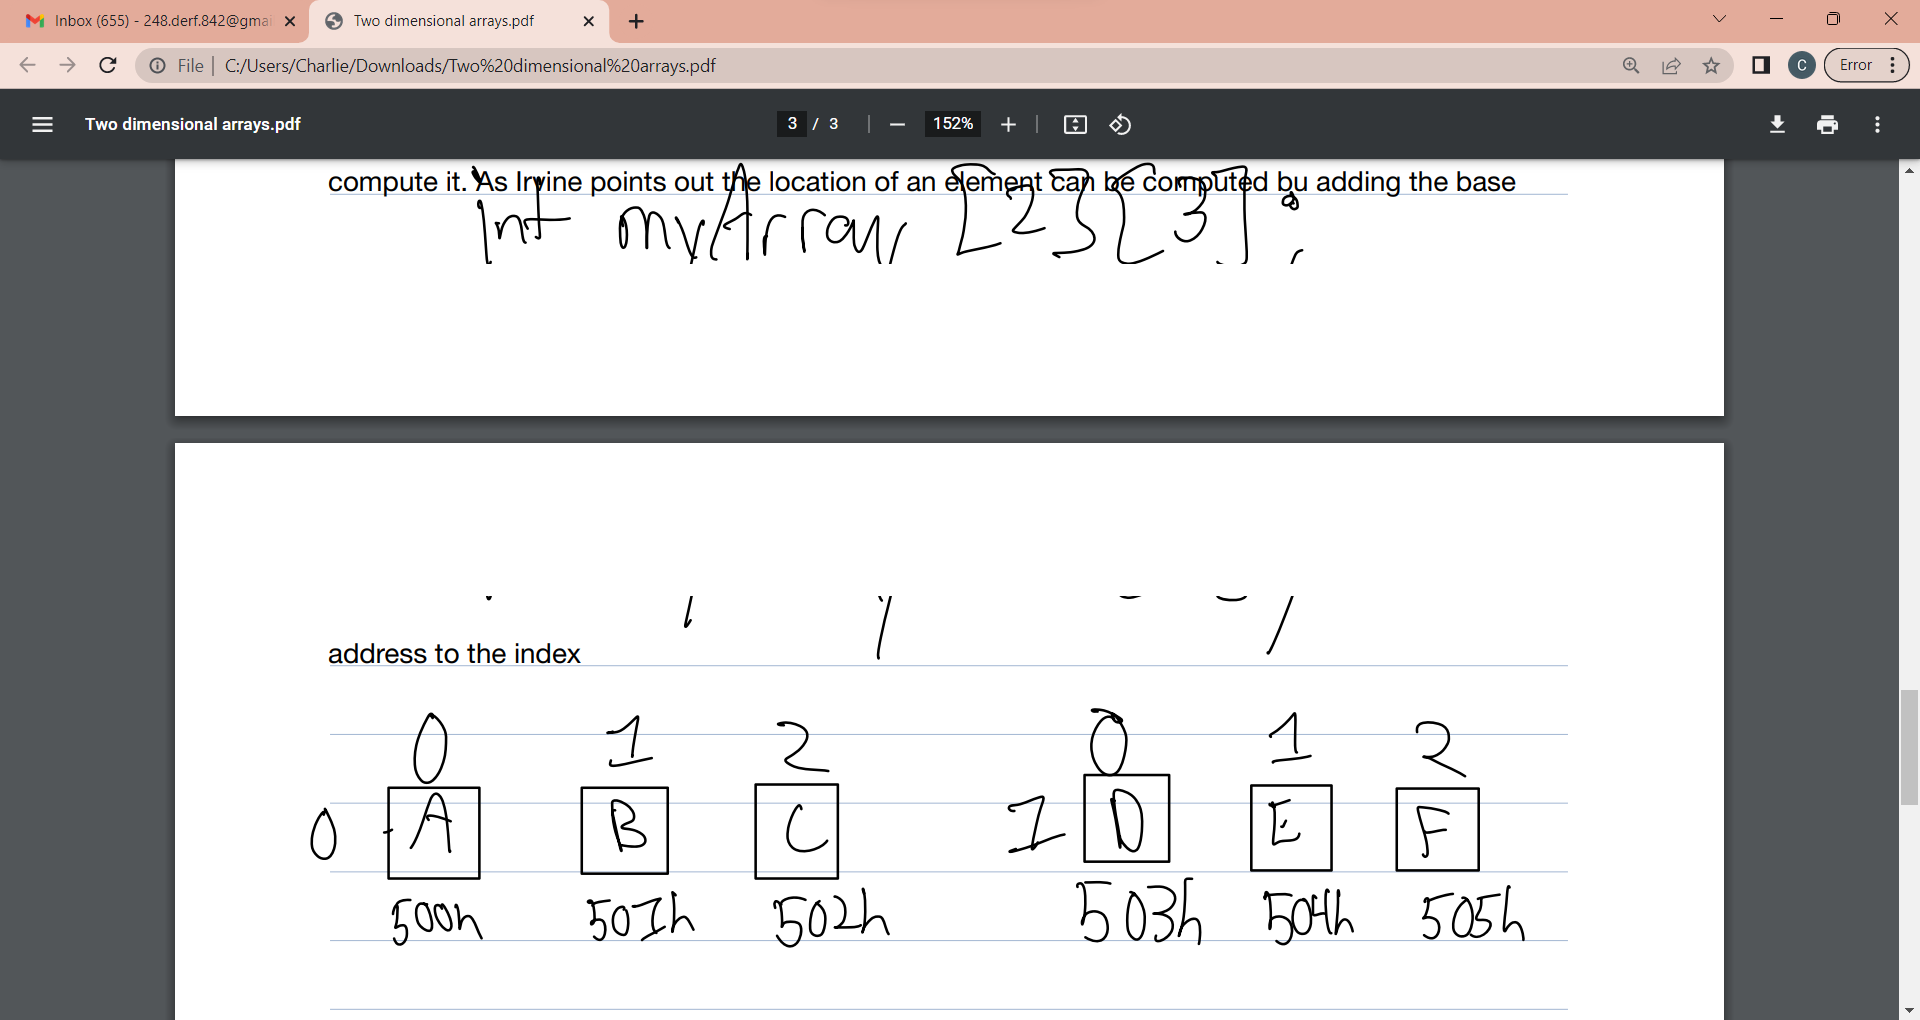 Inbox (655) - 248.derf.842@gmai
Two dimensional arrays.pdf
File | C:/Users/Charlie/Downloads/Two%20dimensional%20arrays.pdf
C
Error
Two dimensional arrays.pdf
3 / 3
152%
compute it. As Irvine points out the location of an element can be computed bu adding the base
int myArray [2][3];
address to the index
0 1 2 0 1 2
0 A B C 1 D E F
500h 501h 502h 503h 504h 505h